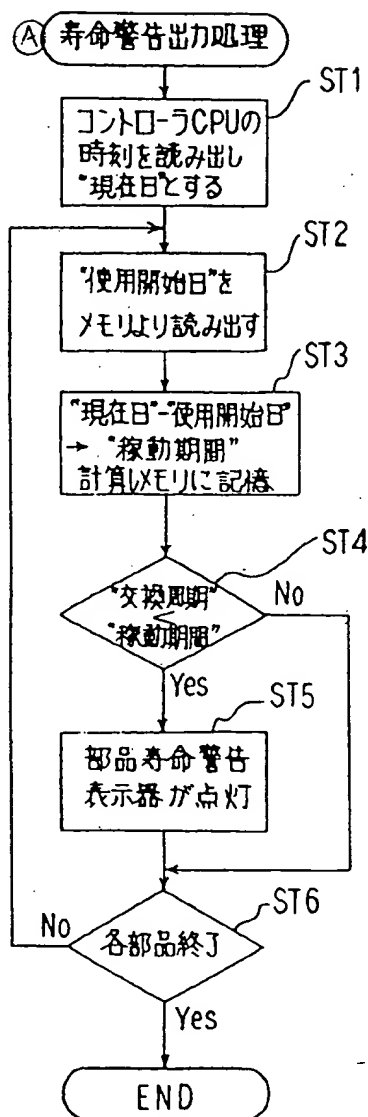 A 寿命警告出力処理
ST1
コントローラCPUの
時刻を読み出し
"現在日"とする
ST2
"使用開始日"を
メモリより読み出す
ST3
"現在日"-"使用開始日"
→ "稼動期間"
計算しメモリに記憶
ST4
"交換周期"
<
"稼動期間"
No
Yes
ST5
部品寿命警告
表示器が点灯
ST6
No
各部品終了
Yes
END